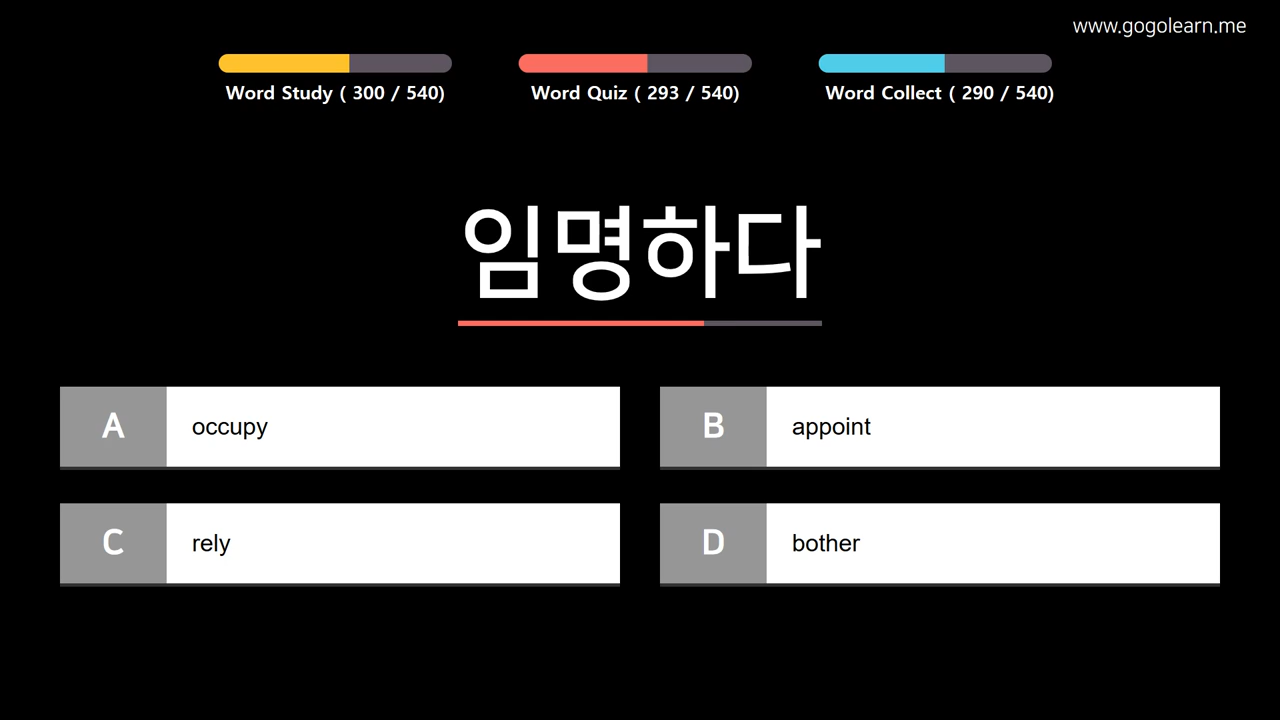 www.gogolearn.me
Word Study ( 300 / 540)
Word Quiz ( 293 / 540)
Word Collect ( 290 / 540)
임명하다
A occupy
B appoint
C rely
D bother